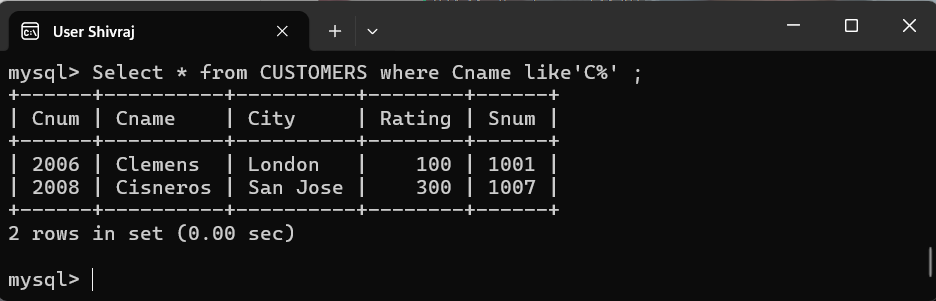 User Shivraj
mysql> Select * from CUSTOMERS where Cname like'C%' ;
+------+----------+----------+--------+------+
| Cnum | Cname    | City     | Rating | Snum |
+------+----------+----------+--------+------+
| 2006 | Clemens  | London   |    100 | 1001 |
| 2008 | Cisneros | San Jose |    300 | 1007 |
+------+----------+----------+--------+------+
2 rows in set (0.00 sec)
mysql>